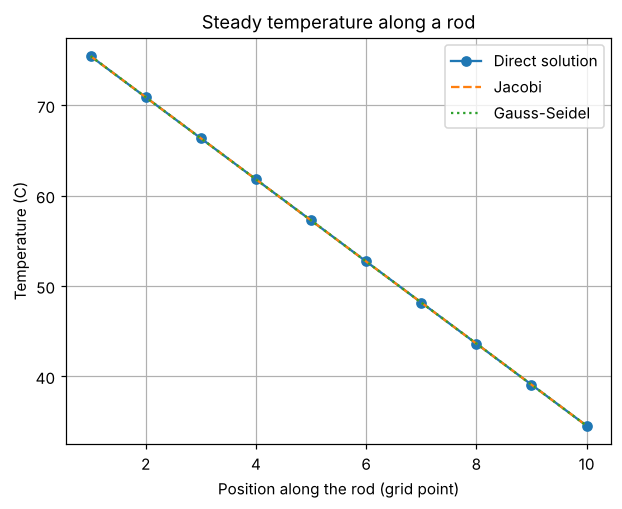 Steady temperature along a rod
Direct solution
Jacobi
Gauss-Seidel
Temperature (C)
70
60
50
40
2 4 6 8 10
Position along the rod (grid point)